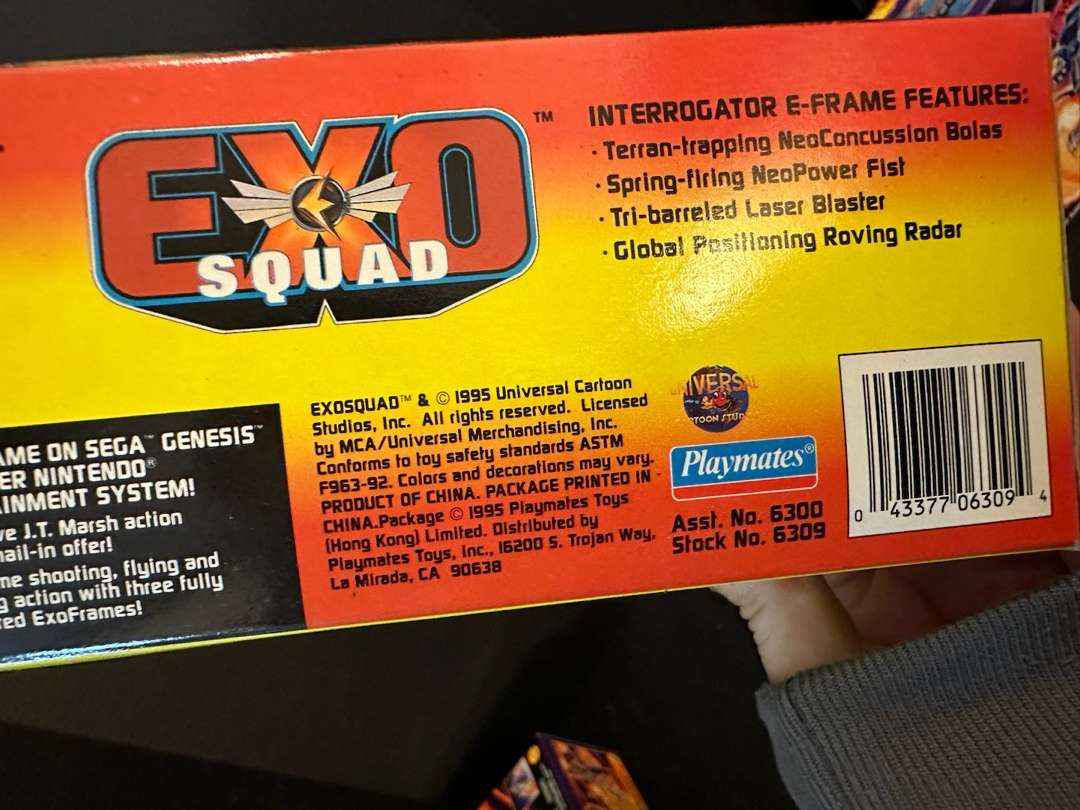 EXO
SQUAD
™
INTERROGATOR E-FRAME FEATURES:
· Terran-trapping NeoConcussion Bolas
· Spring-firing NeoPower Fist
· Tri-barreled Laser Blaster
· Global Positioning Roving Radar
AME ON SEGA™ GENESIS™
ER NINTENDO®
AINMENT SYSTEM!
ve J.T. Marsh action
ail-in offer!
me shooting, flying and
g action with three fully
red ExoFrames!
EXOSQUAD™ & © 1995 Universal Cartoon
Studios, Inc. All rights reserved. Licensed
by MCA/Universal Merchandising, Inc.
Conforms to toy safety standards ASTM
F963-92. Colors and decorations may vary.
PRODUCT OF CHINA. PACKAGE PRINTED IN
CHINA.Package © 1995 Playmates Toys
(Hong Kong) Limited. Distributed by
Playmates Toys, Inc., 16200 S. Trojan Way,
La Mirada, CA 90638
UNIVERSAL
CARTOON STUDIOS
Playmates®
Asst. No. 6300
Stock No. 6309
0 43377 06309 4